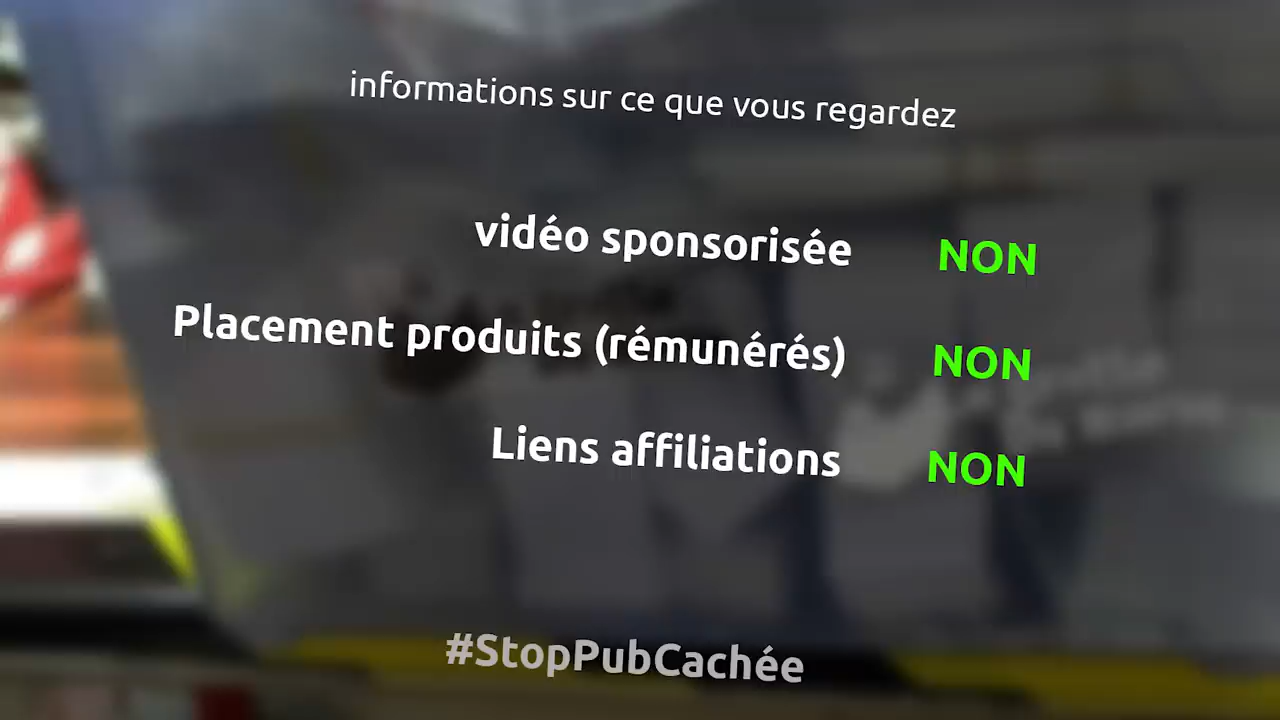 informations sur ce que vous regardez
vidéo sponsorisée NON
Placement produits (rémunérés) NON
Liens affiliations NON
#StopPubCachée